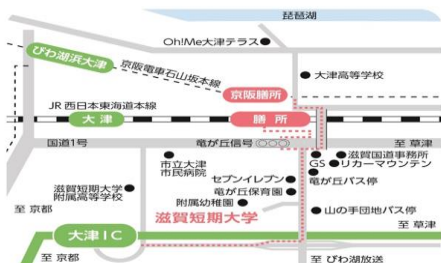 琵琶湖
Oh!Me大津テラス
びわ湖浜大津
京阪電車石山坂本線
大津高等学校
京阪膳所
JR西日本東海道本線
大津
膳所
国道1号
竜が丘信号
至 草津
市立大津
市民病院
滋賀国道事務所
GS
リカーマウンテン
セブンイレブン
竜が丘バス停
滋賀短期大学
附属高等学校
竜が丘保育園
附属幼稚園
至 京都
滋賀短期大学
山の手団地バス停
至 草津
大津IC
至 京都
至 びわ湖放送